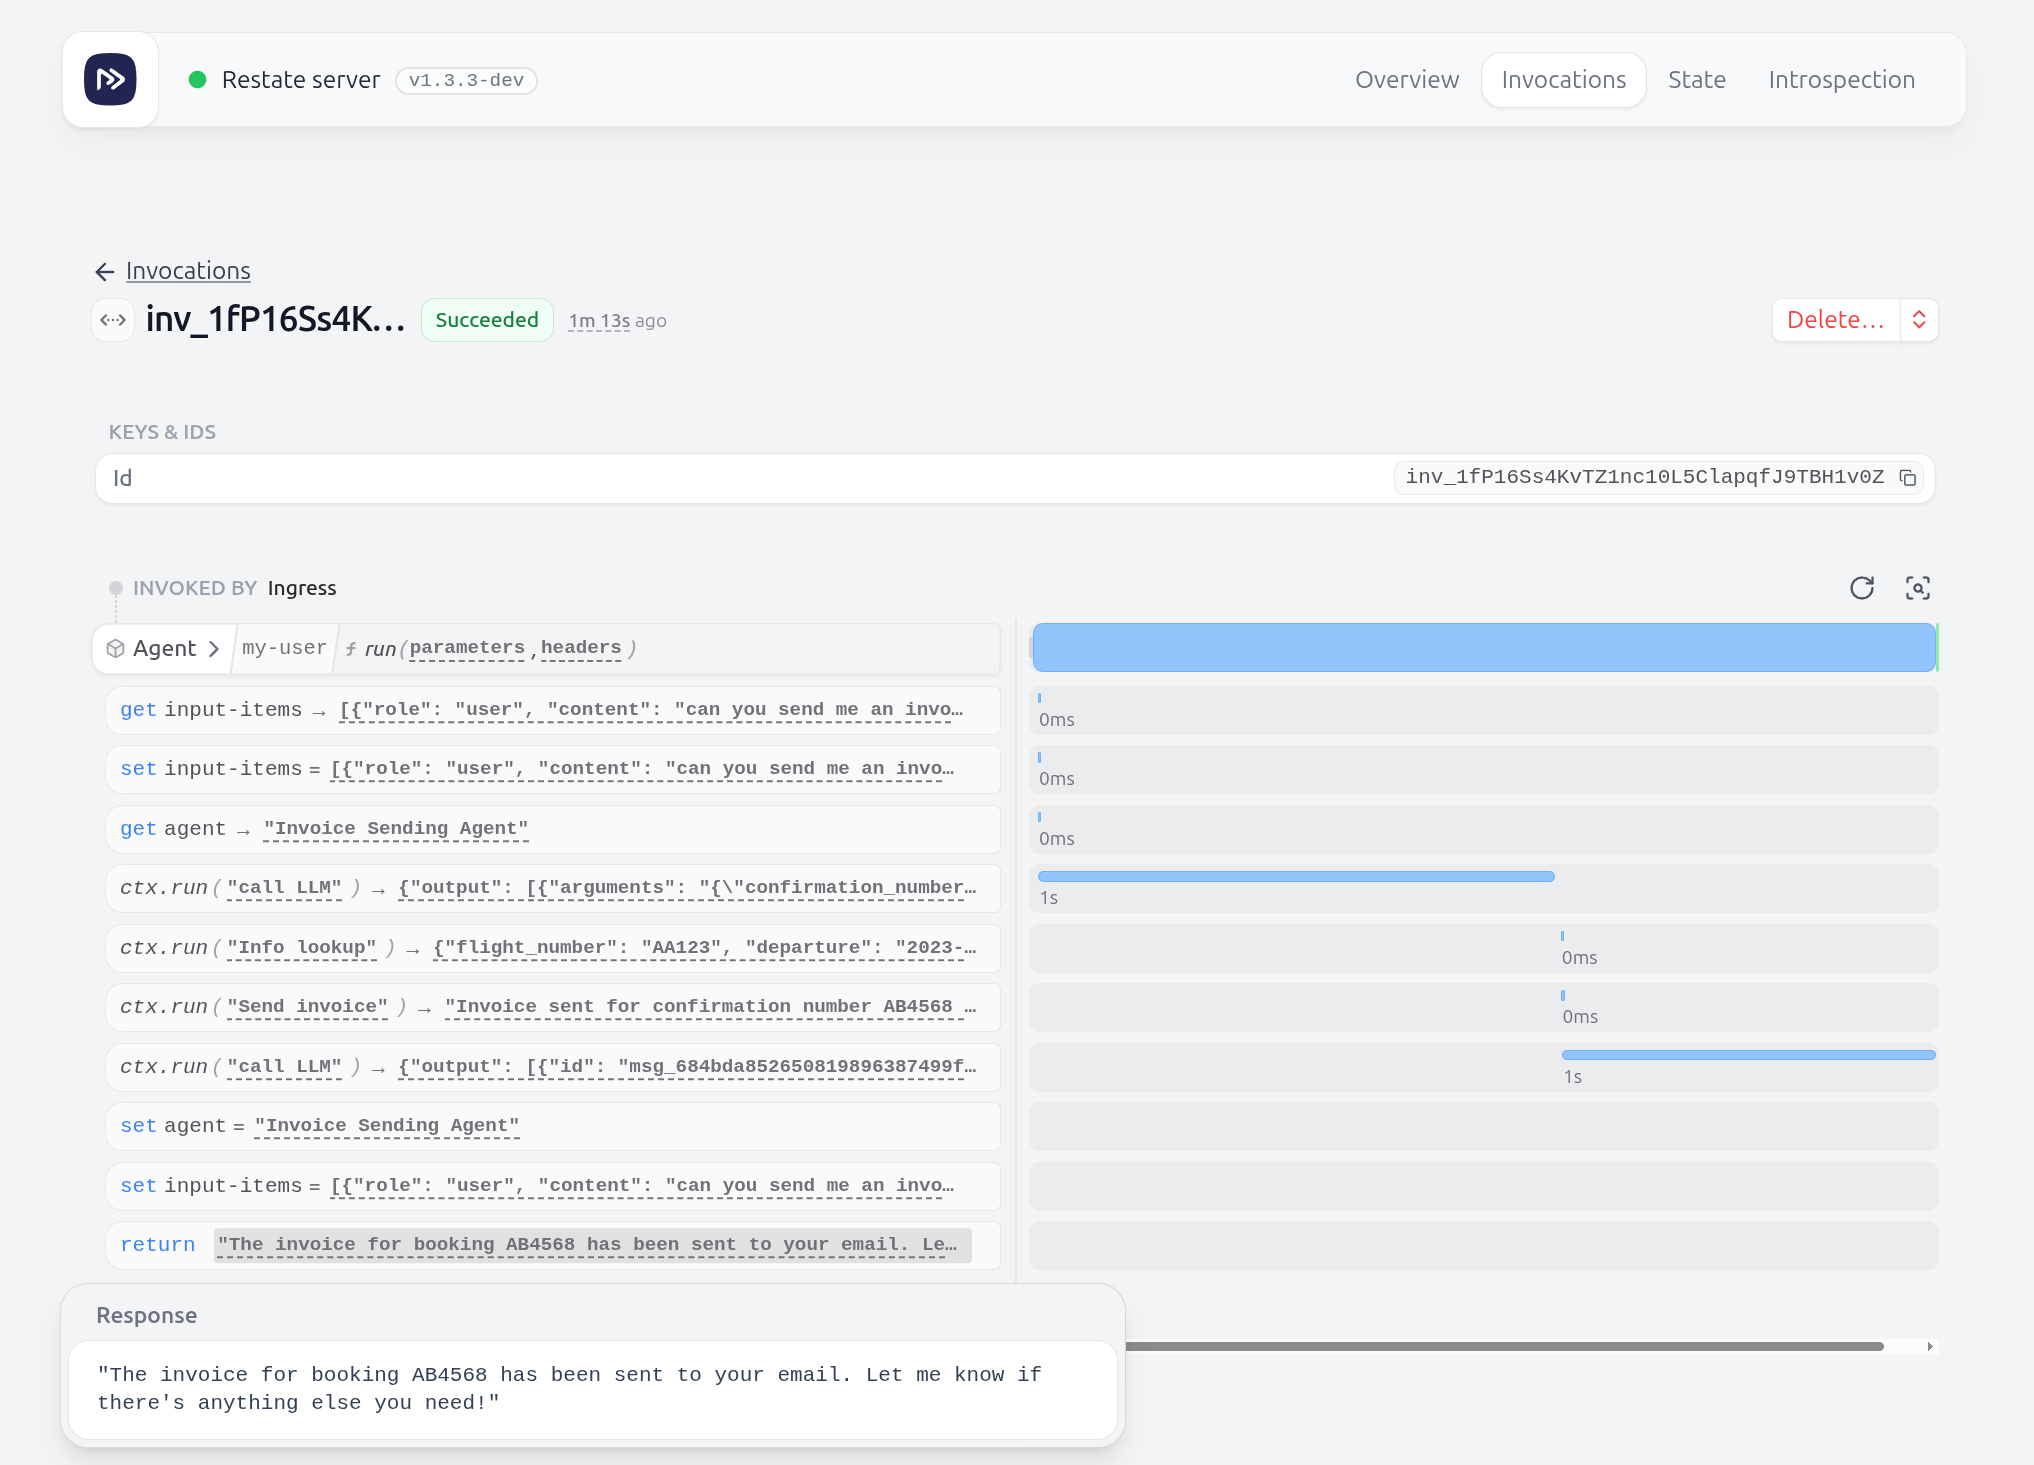 Restate server v1.3.3-dev Overview Invocations State Introspection
Invocations
inv_1fP16Ss4K... Succeeded 1m 13s ago Delete...
KEYS & IDS
Id inv_1fP16Ss4KvTZ1nc10L5ClapqfJ9TBH1v0Z
INVOKED BY Ingress
Agent my-user run(parameters,headers)
get input-items → [{"role": "user", "content": "can you send me an invo… 0ms
set input-items = [{"role": "user", "content": "can you send me an invo… 0ms
get agent → "Invoice Sending Agent" 0ms
ctx.run("call LLM") → {"output": [{"arguments": "{\"confirmation_number… 1s
ctx.run("Info lookup") → {"flight_number": "AA123", "departure": "2023-… 0ms
ctx.run("Send invoice") → "Invoice sent for confirmation number AB4568 … 0ms
ctx.run("call LLM") → {"output": [{"id": "msg_684bda852650819896387499f… 1s
set agent = "Invoice Sending Agent"
set input-items = [{"role": "user", "content": "can you send me an invo…
return "The invoice for booking AB4568 has been sent to your email. Le…
Response
"The invoice for booking AB4568 has been sent to your email. Let me know if
there's anything else you need!"